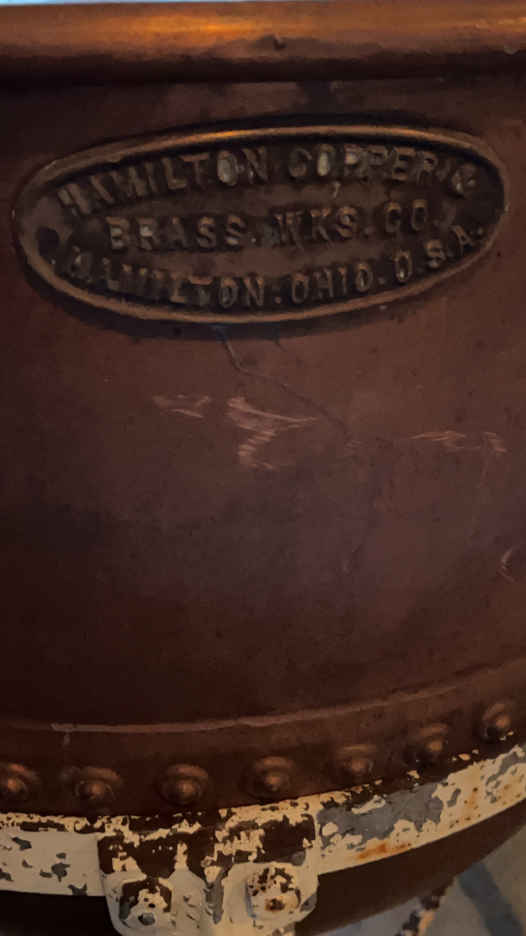 HAMILTON COPPER &
BRASS. WKS. CO.
HAMILTON. OHIO. U.S.A.